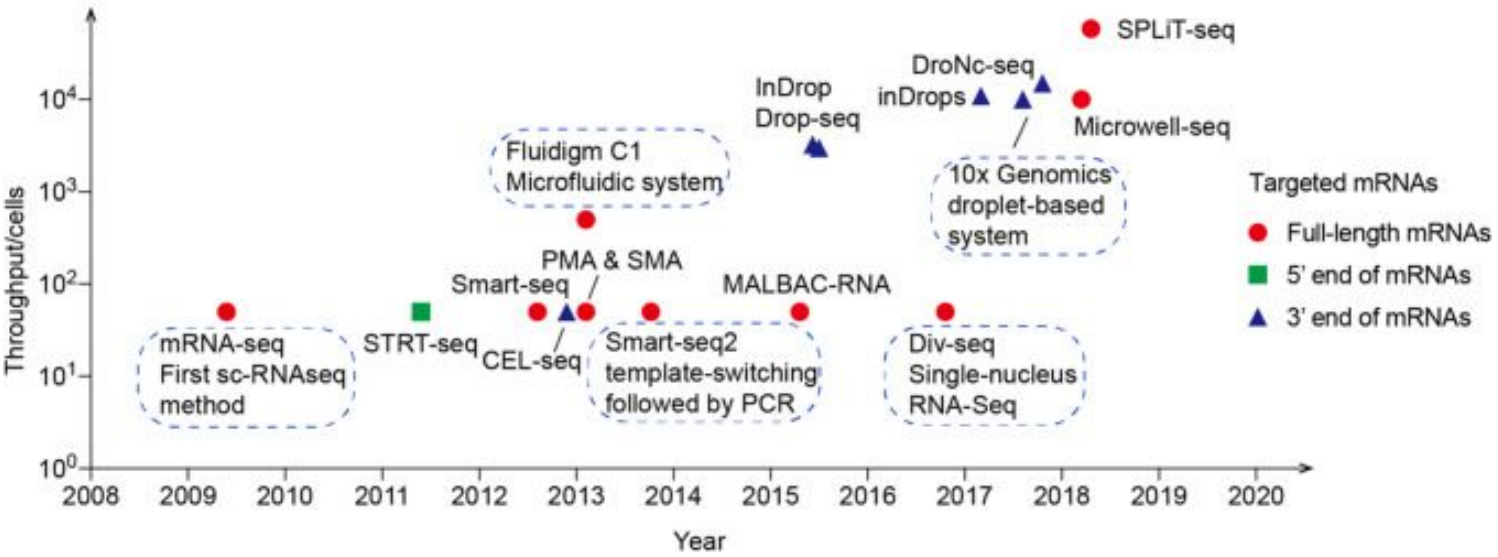 SPLiT-seq
DroNc-seq
InDrop
Drop-seq
inDrops
10⁴
Microwell-seq
Fluidigm C1
Microfluidic system
10³
10x Genomics
droplet-based
system
Targeted mRNAs
Full-length mRNAs
5' end of mRNAs
3' end of mRNAs
Throughput/cells
PMA & SMA
Smart-seq
MALBAC-RNA
10²
mRNA-seq
First sc-RNAseq
method
STRT-seq
CEL-seq
Smart-seq2
template-switching
followed by PCR
Div-seq
Single-nucleus
RNA-Seq
10¹
10⁰
2008 2009 2010 2011 2012 2013 2014 2015 2016 2017 2018 2019 2020
Year